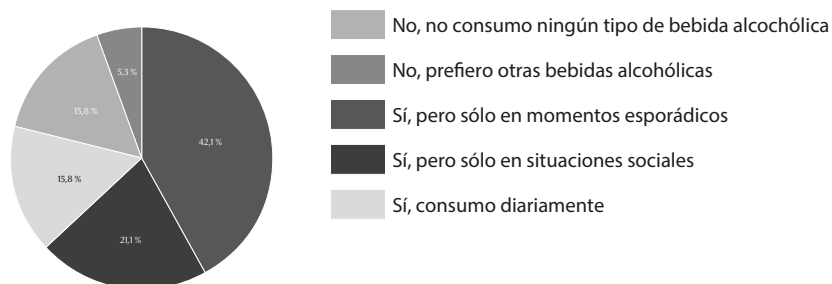 No, no consumo ningún tipo de bebida alcochólica
No, prefiero otras bebidas alcohólicas
Sí, pero sólo en momentos esporádicos
Sí, pero sólo en situaciones sociales
Sí, consumo diariamente
5,3 %
15,8 %
42,1 %
15,8 %
21,1 %